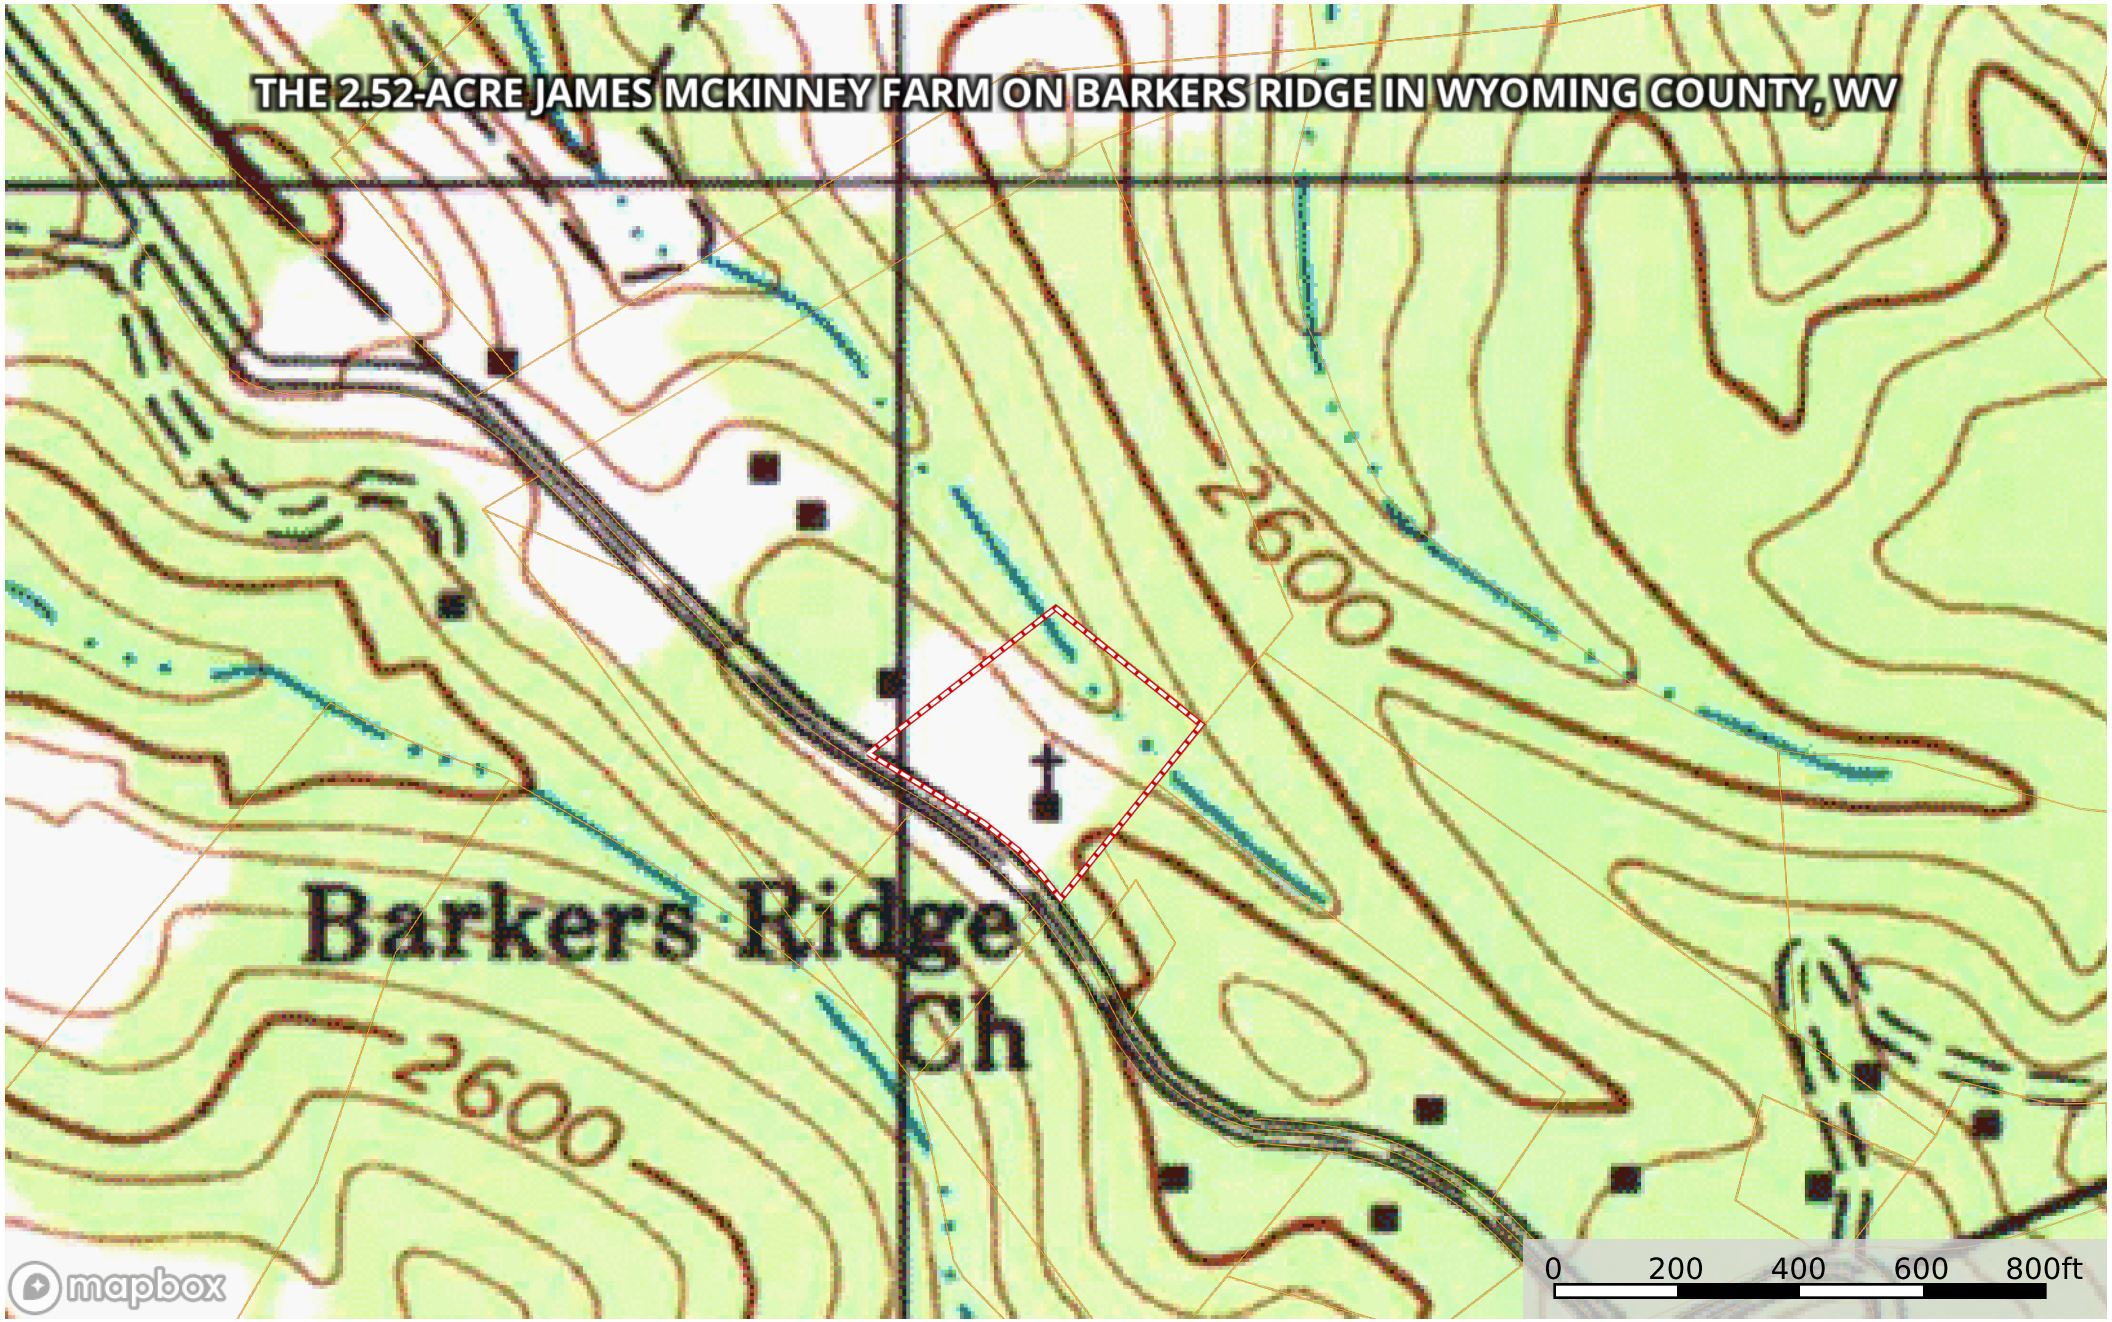 THE 2.52-ACRE JAMES MCKINNEY FARM ON BARKERS RIDGE IN WYOMING COUNTY, WV
2600
Barkers Ridge
Ch
2600
mapbox
0 200 400 600 800ft